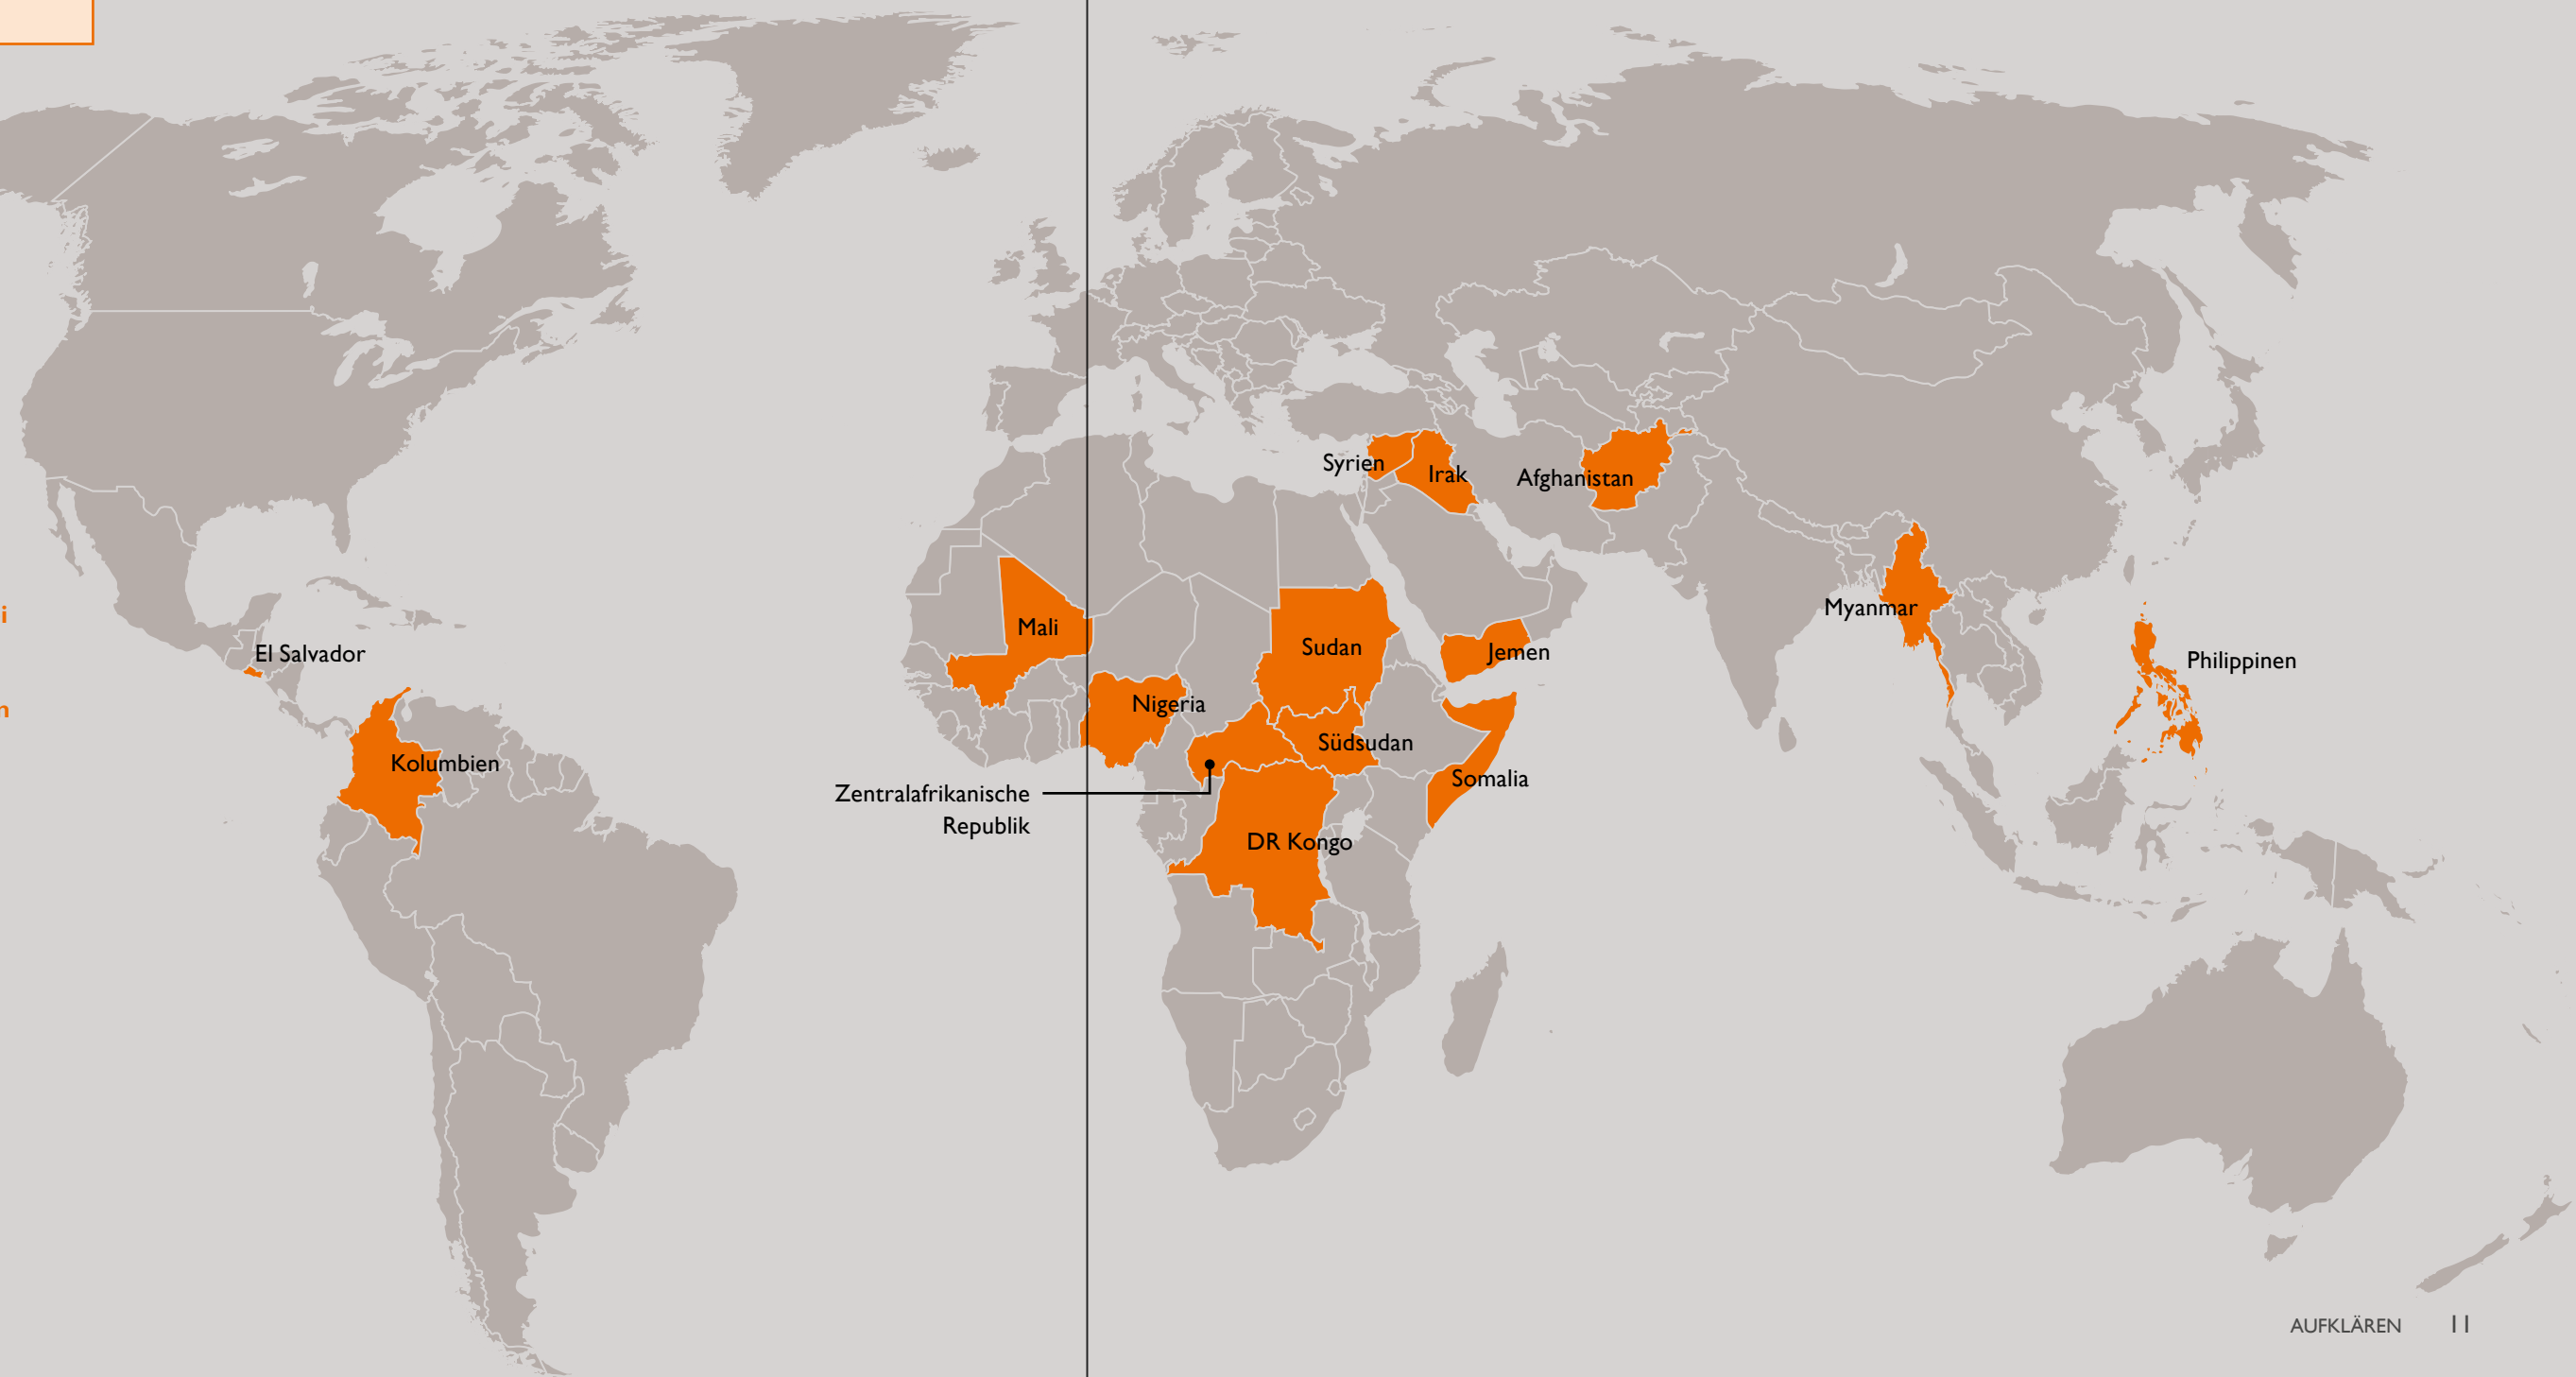 i
n
El Salvador
Kolumbien
Mali
Nigeria
Zentralafrikanische
Republik
Sudan
Südsudan
DR Kongo
Somalia
Syrien
Irak
Afghanistan
Jemen
Myanmar
Philippinen
AUFKLÄREN 11